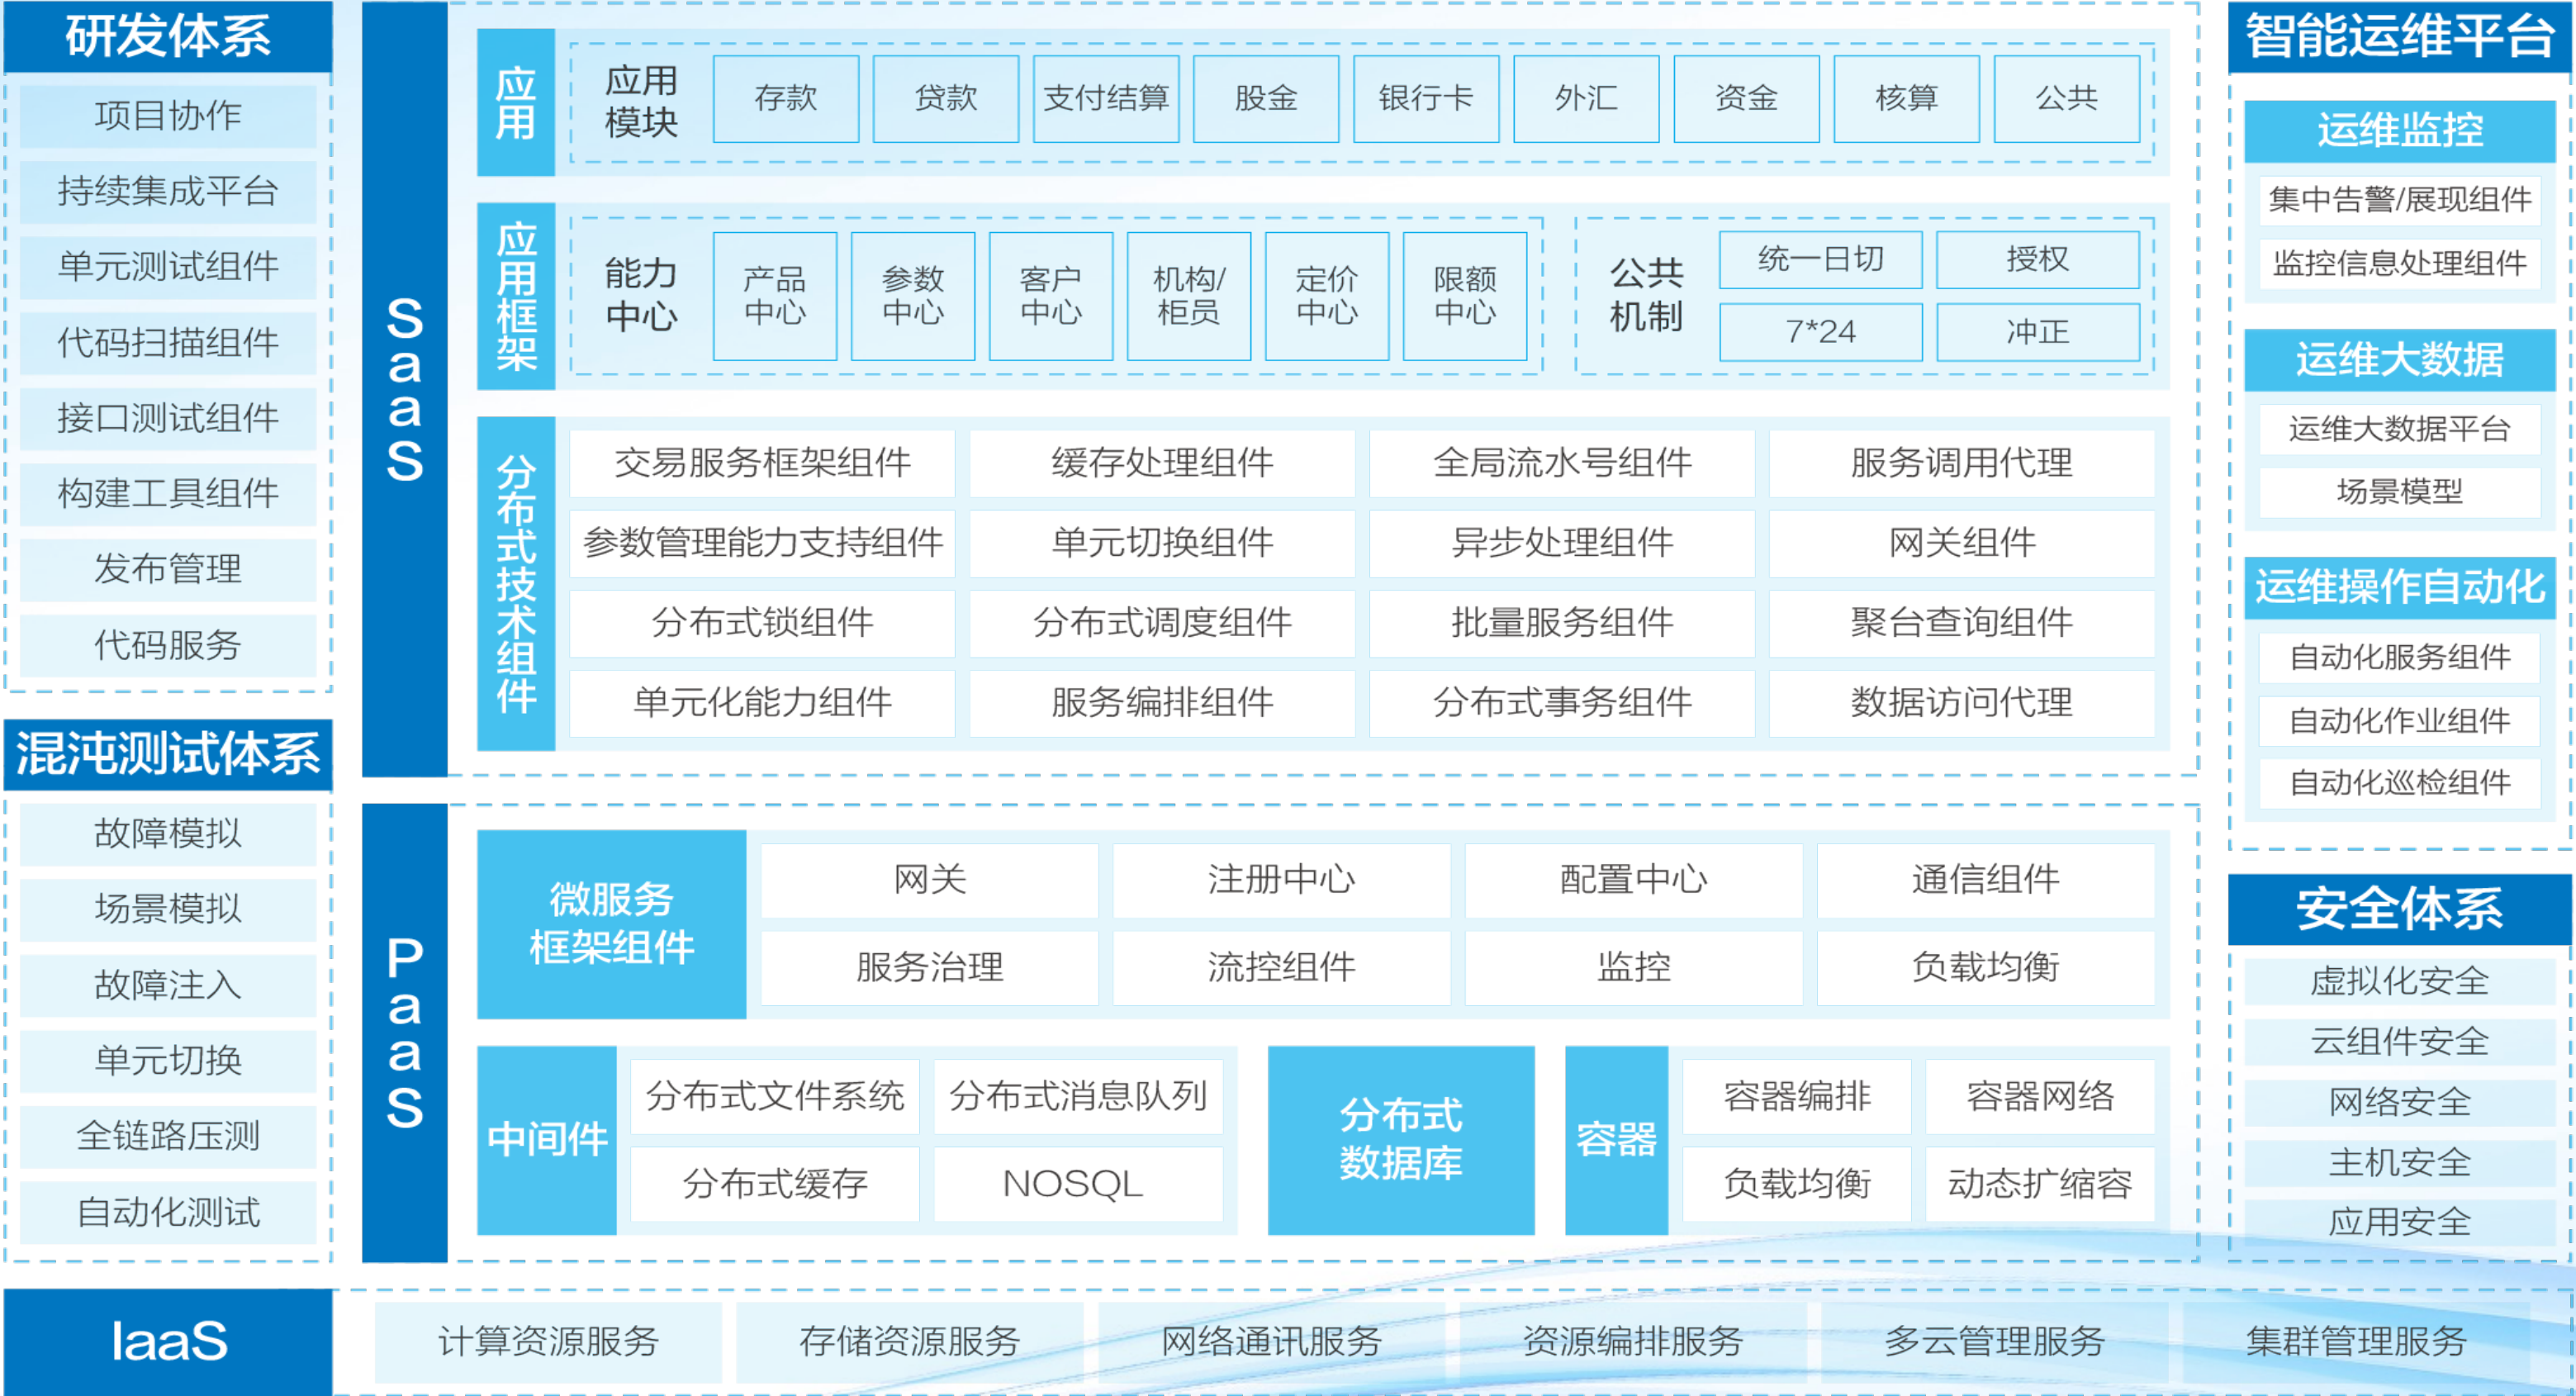 研发体系
项目协作
持续集成平台
单元测试组件
代码扫描组件
接口测试组件
构建工具组件
发布管理
代码服务
混沌测试体系
故障模拟
场景模拟
故障注入
单元切换
全链路压测
自动化测试
SaaS
应用
应用
模块
存款
贷款
支付结算
股金
银行卡
外汇
资金
核算
公共
应用框架
能力
中心
产品
中心
参数
中心
客户
中心
机构/
柜员
定价
中心
限额
中心
公共
机制
统一日切
授权
7*24
冲正
分布式技术组件
交易服务框架组件
缓存处理组件
全局流水号组件
服务调用代理
参数管理能力支持组件
单元切换组件
异步处理组件
网关组件
分布式锁组件
分布式调度组件
批量服务组件
聚台查询组件
单元化能力组件
服务编排组件
分布式事务组件
数据访问代理
PaaS
微服务
框架组件
网关
注册中心
配置中心
通信组件
服务治理
流控组件
监控
负载均衡
中间件
分布式文件系统
分布式消息队列
分布式缓存
NOSQL
分布式
数据库
容器
容器编排
容器网络
负载均衡
动态扩缩容
智能运维平台
运维监控
集中告警/展现组件
监控信息处理组件
运维大数据
运维大数据平台
场景模型
运维操作自动化
自动化服务组件
自动化作业组件
自动化巡检组件
安全体系
虚拟化安全
云组件安全
网络安全
主机安全
应用安全
IaaS
计算资源服务
存储资源服务
网络通讯服务
资源编排服务
多云管理服务
集群管理服务